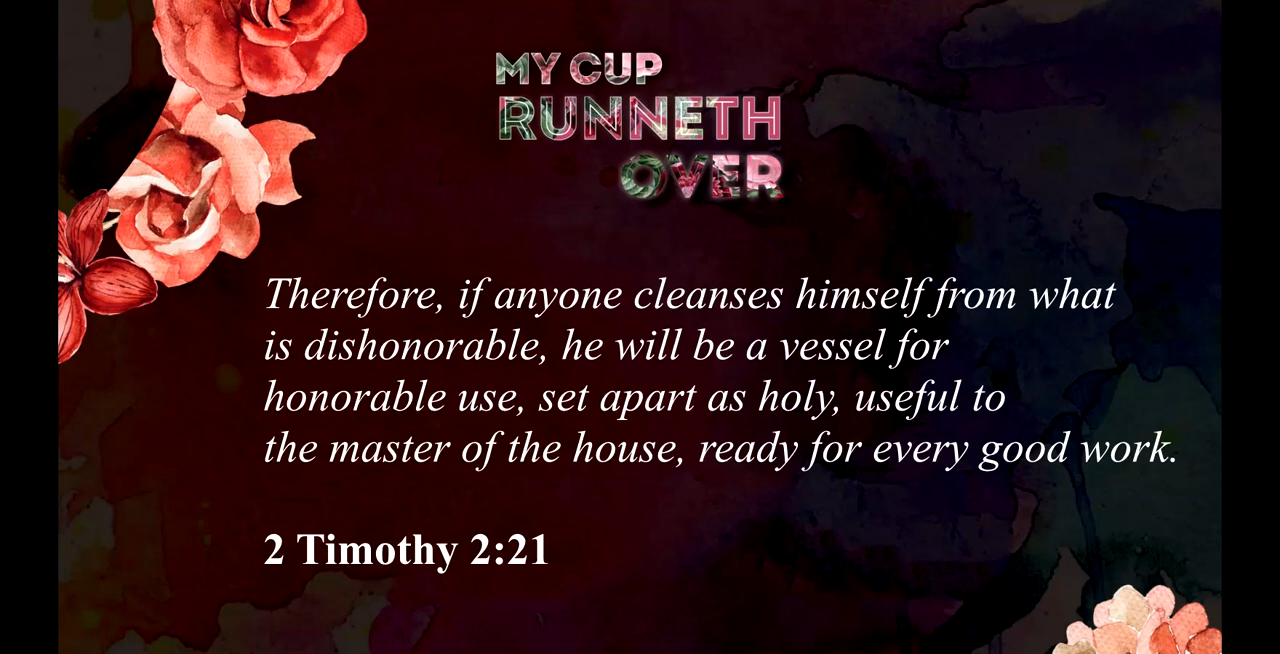 MY CUP
RUNNETH
OVER
Therefore, if anyone cleanses himself from what
is dishonorable, he will be a vessel for
honorable use, set apart as holy, useful to
the master of the house, ready for every good work.
2 Timothy 2:21